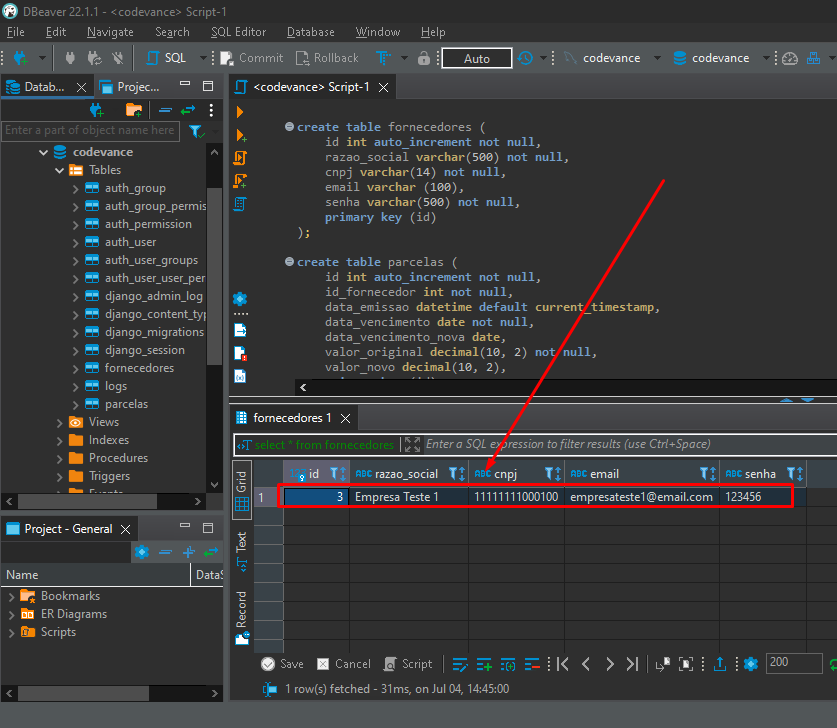 DBeaver 22.1.1 - <codevance> Script-1
File Edit Navigate Search SQL Editor Database Window Help
SQL Commit Rollback Auto codevance codevance
Datab... Projec...
Enter a part of object name here
codevance
Tables
auth_group
auth_group_permis
auth_permission
auth_user
auth_user_groups
auth_user_user_per
django_admin_log
django_content_typ
django_migrations
django_session
fornecedores
logs
parcelas
Views
Indexes
Procedures
Triggers
Events
Project - General
Name DataS
Bookmarks
ER Diagrams
Scripts
<codevance> Script-1
create table fornecedores (
id int auto_increment not null,
razao_social varchar(500) not null,
cnpj varchar(14) not null,
email varchar (100),
senha varchar(500) not null,
primary key (id)
);
create table parcelas (
id int auto_increment not null,
id_fornecedor int not null,
data_emissao datetime default current_timestamp,
data_vencimento date not null,
data_vencimento_nova date,
valor_original decimal(10, 2) not null,
valor_novo decimal(10, 2),
fornecedores 1
select * from fornecedores Enter a SQL expression to filter results (use Ctrl+Space)
Grid
Text
Record
id razao_social cnpj email senha
1 3 Empresa Teste 1 11111111000100 empresateste1@email.com 123456
Save Cancel Script 200
1 row(s) fetched - 31ms, on Jul 04, 14:45:00